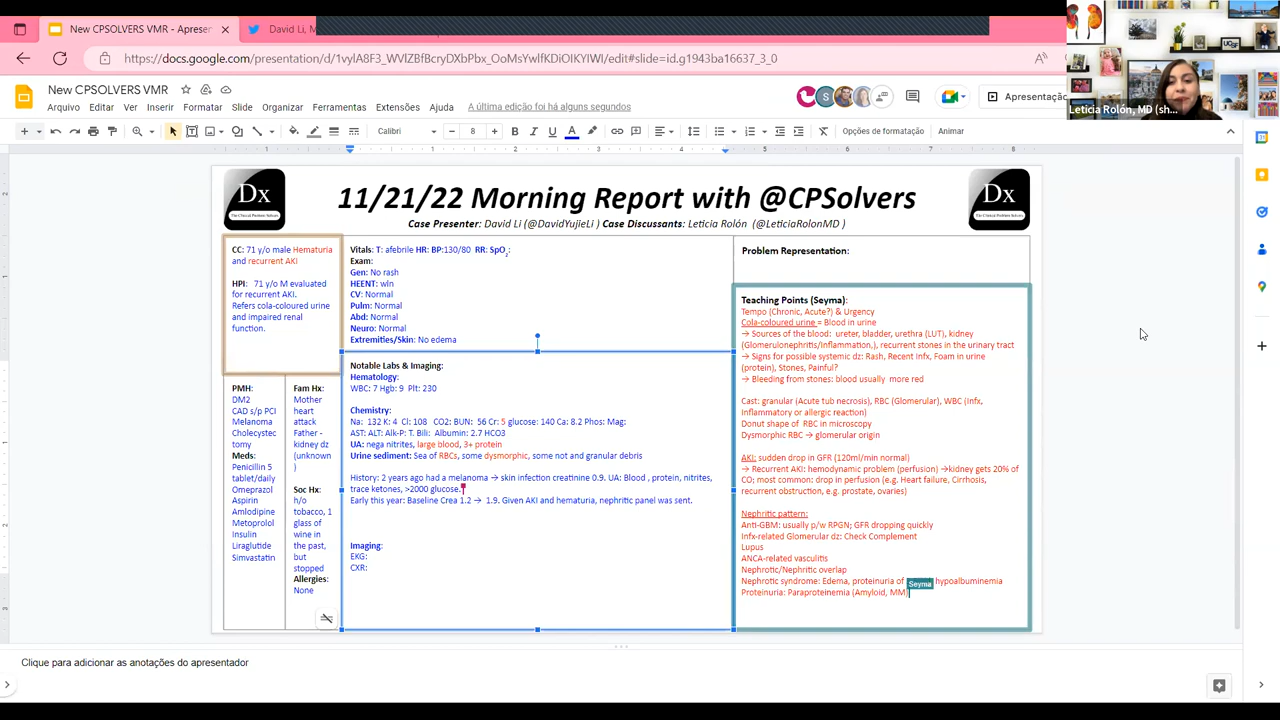 New CPSOLVERS VMR - Apreser
David Li, M
https://docs.google.com/presentation/d/
/edit#slide=id.g1943ba16637_3_0
New CPSOLVERS VMR
Arquivo Editar Ver Inserir Formatar Slide Organizar Ferramentas Extensões Ajuda A última edição foi há alguns segundos
Apresentação
UCSF
Leticia Rolón, MD (sh...
Calibri
8
Opções de formatação
Animar
Dx
The Clinical Problem Solvers
11/21/22 Morning Report with @CPSolvers
Case Presenter: David Li (@DavidYujieLi ) Case Discussants: Leticia Rolón (@LeticiaRolonMD )
Dx
The Clinical Problem Solvers
CC: 71 y/o male Hematuria
and recurrent AKI
HPI: 71 y/o M evaluated
for recurrent AKI.
Refers cola-coloured urine
and impaired renal
function.
PMH:
DM2
CAD s/p PCI
Melanoma
Cholecystec
tomy
Meds:
Penicillin 5
tablet/daily
Omeprazol
Aspirin
Amlodipine
Metoprolol
Insulin
Liraglutide
Simvastatin
Fam Hx:
Mother
heart
attack
Father -
kidney dz
(unknown
)
Soc Hx:
h/o
tobacco, 1
glass of
wine in
the past,
but
stopped
Allergies:
None
Vitals: T: afebrile HR: BP:130/80 RR: SpO2:
Exam:
Gen: No rash
HEENT: wln
CV: Normal
Pulm: Normal
Abd: Normal
Neuro: Normal
Extremities/Skin: No edema
Notable Labs & Imaging:
Hematology:
WBC: 7 Hgb: 9 Plt: 230
Chemistry:
Na: 132 K: 4 Cl: 108 CO2: BUN: 56 Cr: 5 glucose: 140 Ca: 8.2 Phos: Mag:
AST: ALT: Alk-P: T. Bili: Albumin: 2.7 HCO3
UA: nega nitrites, large blood, 3+ protein
Urine sediment: Sea of RBCs, some dysmorphic, some not and granular debris
History: 2 years ago had a melanoma → skin infection creatinine 0.9. UA: Blood , protein, nitrites,
trace ketones, >2000 glucose.
Early this year: Baseline Crea 1.2 → 1.9. Given AKI and hematuria, nephritic panel was sent.
Imaging:
EKG:
CXR:
Problem Representation:
Teaching Points (Seyma):
Tempo (Chronic, Acute?) & Urgency
Cola-coloured urine = Blood in urine
→ Sources of the blood: ureter, bladder, urethra (LUT), kidney
(Glomerulonefritis/Inflammation,), recurrent stones in the urinary tract
→ Signs for possible systemic dz: Rash, Recent Infx, Foam in urine
(protein), Stones, Painful?
→ Bleeding from stones: blood usually more red
Cast: granular (Acute tub necrosis), RBC (Glomerular), WBC (Infx,
Inflammatory or allergic reaction)
Donut shape of RBC in microscopy
Dysmorphic RBC → glomerular origin
AKI: sudden drop in GFR (120ml/min normal)
→ Recurrent AKI: hemodynamic problem (perfusion) →kidney gets 20% of
CO; most common: drop in perfusion (e.g. Heart failure, Cirrhosis,
recurrent obstruction, e.g. prostate, ovaries)
Nephritic pattern:
Anti-GBM: usually p/w RPGN; GFR dropping quickly
Infx-related Glomerular dz: Check Complement
Lupus
ANCA-related vasculitis
Nephrotic/Nephritic overlap
Nephrotic syndrome: Edema, proteinuria of hypoalbuminemia
Seyma
Proteinuria: Paraproteinemia (Amyloid, MM)
Clique para adicionar as anotações do apresentador